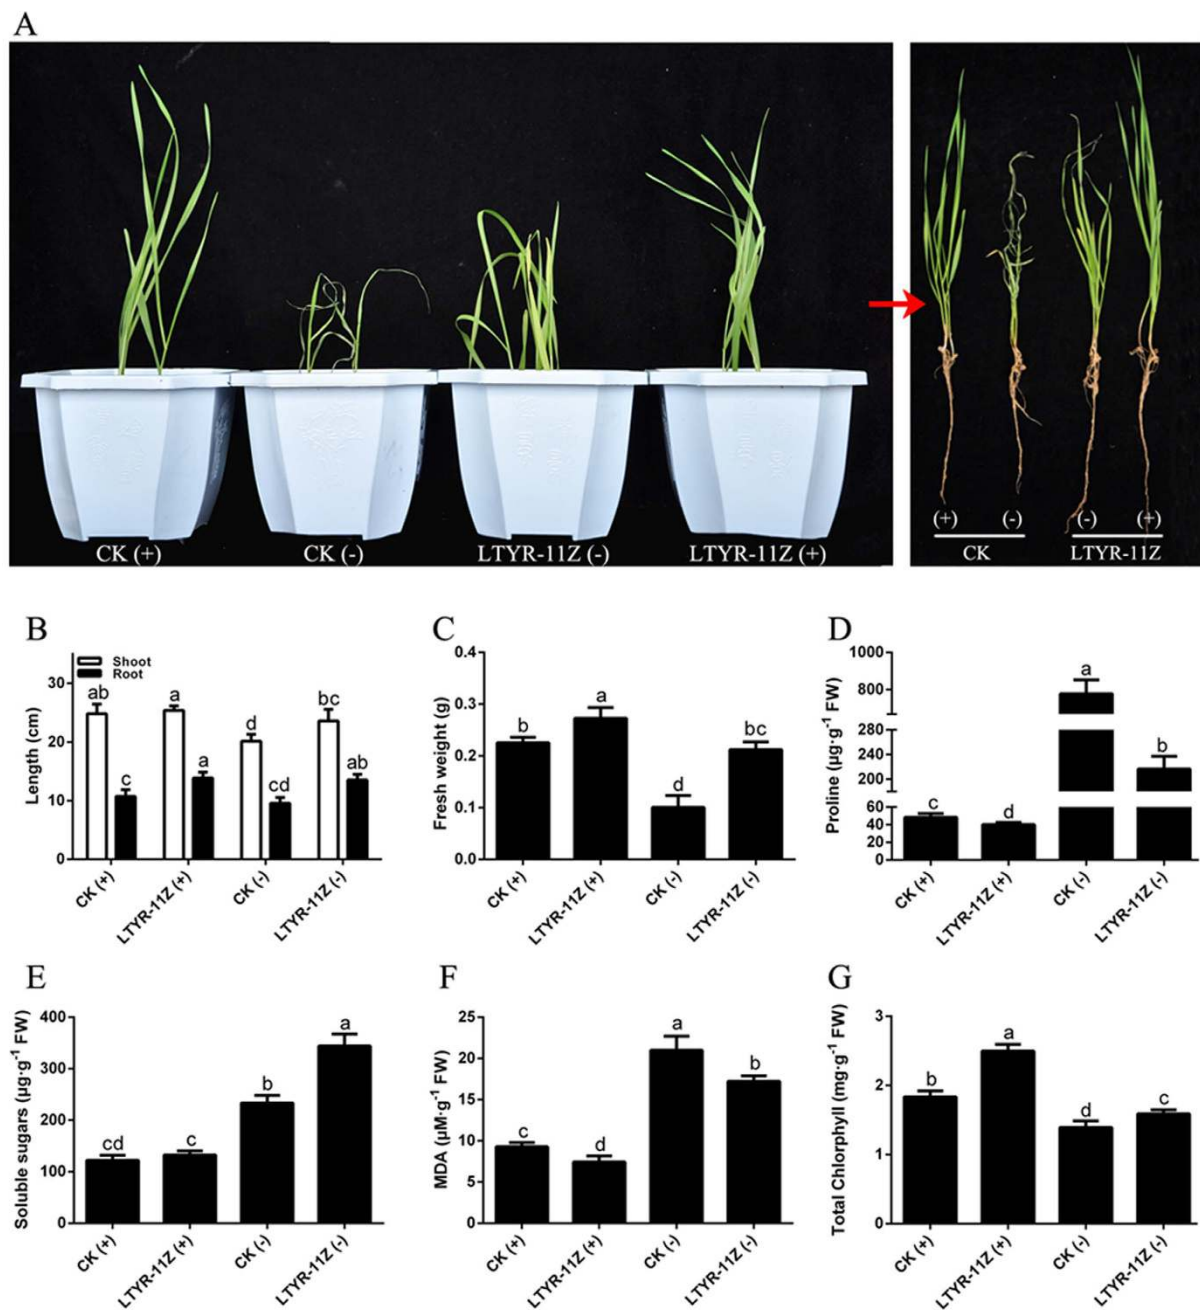 A
CK (+)
CK (-)
LTYR-11Z (-)
LTYR-11Z (+)
(+)
(-)
(-)
(+)
CK
LTYR-11Z
B
Shoot
Root
Length (cm)
30
20
10
0
ab
c
a
a
d
cd
bc
ab
CK (+)
LTYR-11Z (+)
CK (-)
LTYR-11Z (-)
C
Fresh weight (g)
0.4
0.3
0.2
0.1
0.0
b
a
d
bc
CK (+)
LTYR-11Z (+)
CK (-)
LTYR-11Z (-)
D
Proline (µg·g⁻¹ FW)
1000
800
280
240
200
60
40
20
0
c
d
a
b
CK (+)
LTYR-11Z (+)
CK (-)
LTYR-11Z (-)
E
Soluble sugars (µg·g⁻¹ FW)
400
300
200
100
0
cd
c
b
a
CK (+)
LTYR-11Z (+)
CK (-)
LTYR-11Z (-)
F
MDA (µM·g⁻¹ FW)
25
20
15
10
5
0
c
d
a
b
CK (+)
LTYR-11Z (+)
CK (-)
LTYR-11Z (-)
G
Total Chlorophyll (mg·g⁻¹ FW)
3
2
1
0
b
a
d
c
CK (+)
LTYR-11Z (+)
CK (-)
LTYR-11Z (-)